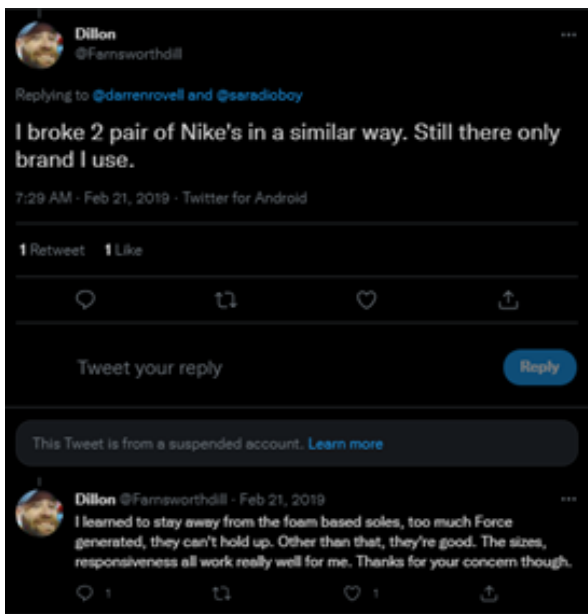 Dillon
@Farnsworthdill
Replying to @darrenrovell and @saradioboy
I broke 2 pair of Nike's in a similar way. Still there only
brand I use.
7:29 AM · Feb 21, 2019 · Twitter for Android
1 Retweet 1 Like
Tweet your reply
Reply
This Tweet is from a suspended account. Learn more
Dillon @Farnsworthdill · Feb 21, 2019
I learned to stay away from the foam based soles, too much Force
generated, they can't hold up. Other than that, they're good. The sizes,
responsiveness all work really well for me. Thanks for your concern though.
1 1